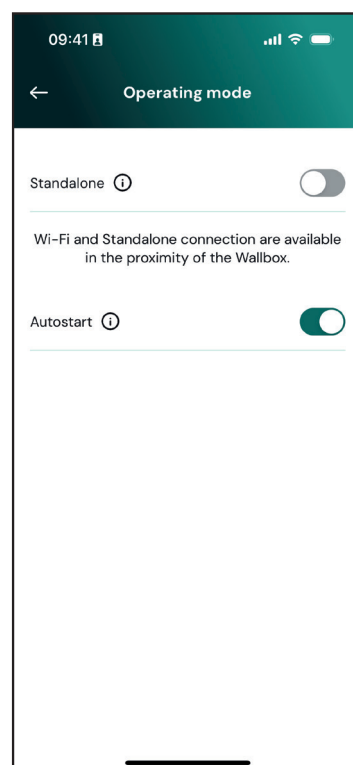 09:41
Operating mode
Standalone
Wi-Fi and Standalone connection are available
in the proximity of the Wallbox.
Autostart